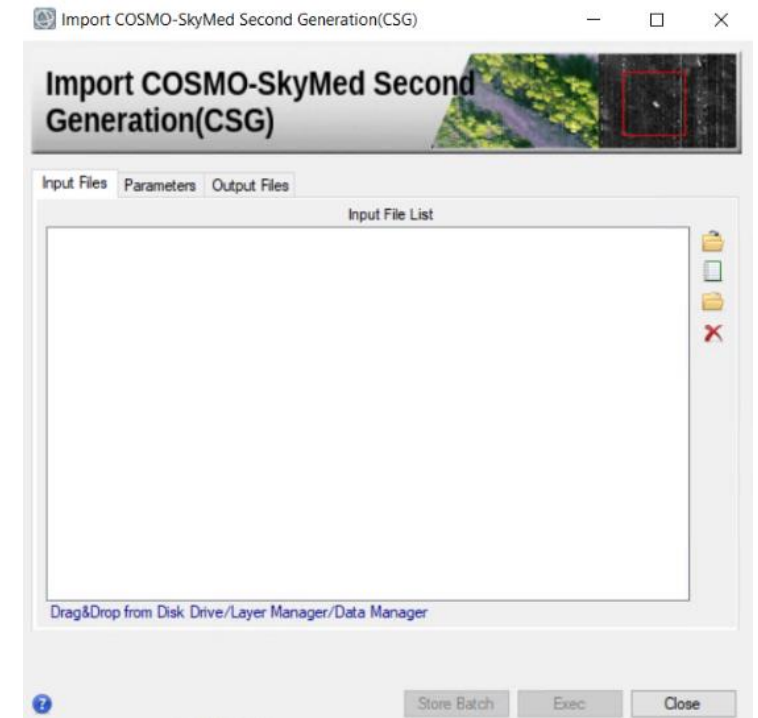 Import COSMO-SkyMed Second Generation(CSG)
Import COSMO-SkyMed Second
Generation(CSG)
Input Files Parameters Output Files
Input File List
Drag&Drop from Disk Drive/Layer Manager/Data Manager
Store Batch Exec Close